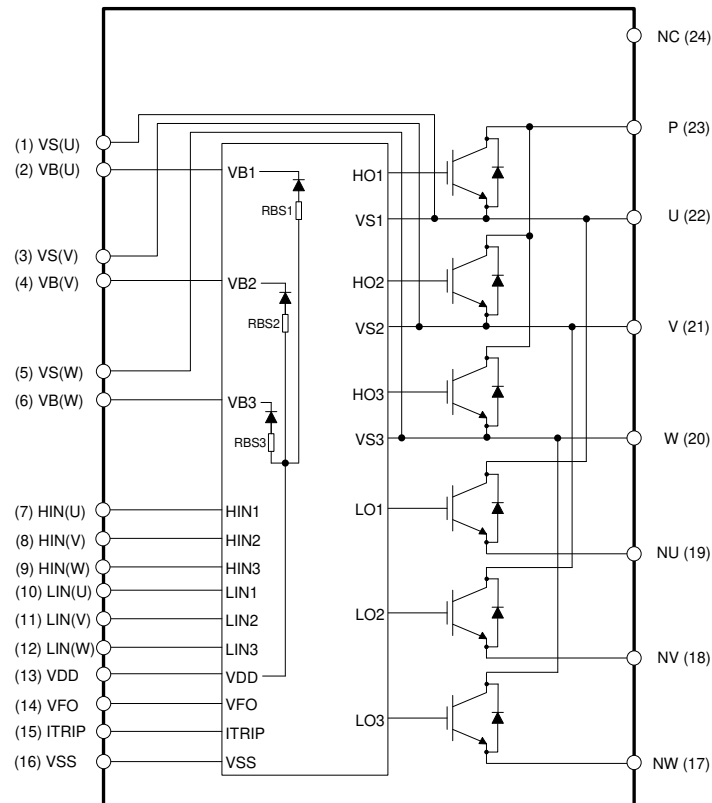 NC (24)
P (23)
(1) VS(U)
(2) VB(U)
VB1
HO1
RBS1
VS1
U (22)
(3) VS(V)
(4) VB(V)
VB2
HO2
RBS2
VS2
V (21)
(5) VS(W)
(6) VB(W)
VB3
HO3
RBS3
VS3
W (20)
(7) HIN(U)
HIN1
LO1
(8) HIN(V)
HIN2
NU (19)
(9) HIN(W)
HIN3
(10) LIN(U)
LIN1
(11) LIN(V)
LIN2
LO2
(12) LIN(W)
LIN3
NV (18)
(13) VDD
VDD
(14) VFO
VFO
LO3
(15) ITRIP
ITRIP
(16) VSS
VSS
NW (17)